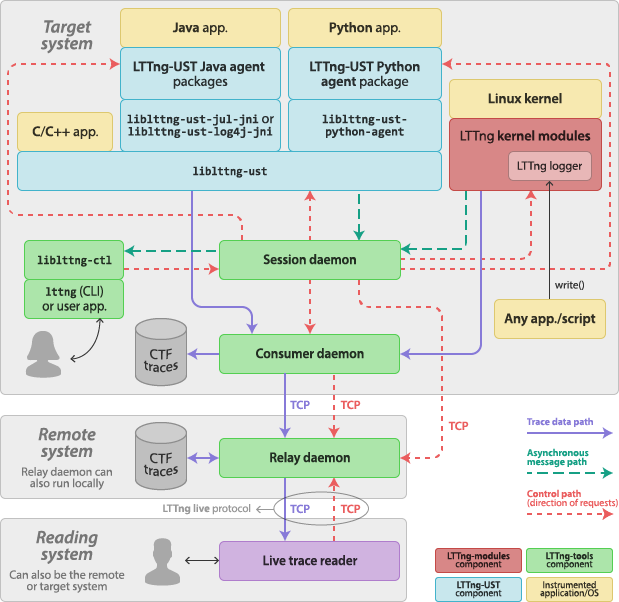 Target
system
Java app.
Python app.
LTTng-UST Java agent
packages
LTTng-UST Python
agent package
Linux kernel
liblttng-ust-jul-jni or
liblttng-ust-log4j-jni
liblttng-ust-
python-agent
C/C++ app.
LTTng kernel modules
LTTng logger
liblttng-ust
liblttng-ctl
Session daemon
write()
lttng (CLI)
or user app.
Any app./script
CTF
traces
Consumer daemon
TCP
TCP
TCP
Remote
system
Relay daemon can
also run locally
CTF
traces
Relay daemon
Trace data path
Asynchronous
message path
Control path
(direction of requests)
LTTng live protocol
TCP
TCP
Reading
system
Can also be the remote
or target system
Live trace reader
LTTng-modules
component
LTTng-tools
component
LTTng-UST
component
Instrumented
application/OS